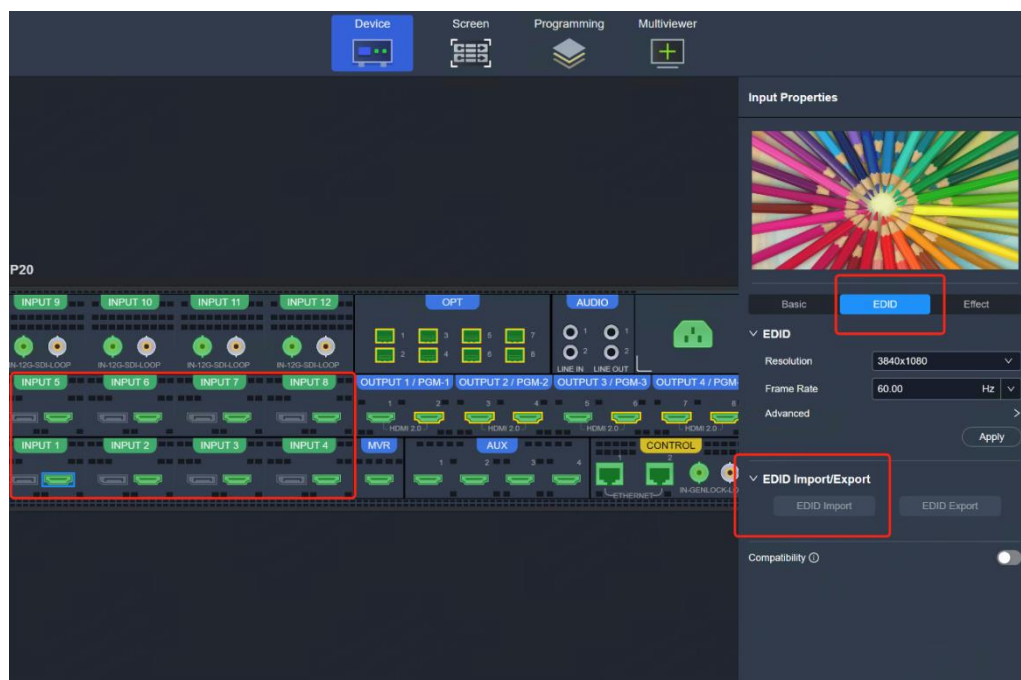 Device Screen Programming Multiviewer
Input Properties
P20
Basic EDID Effect
EDID
Resolution 3840x1080
Frame Rate 60.00 Hz
Advanced
Apply
EDID Import/Export
EDID Import EDID Export
Compatibility
INPUT 9 INPUT 10 INPUT 11 INPUT 12 OPT AUDIO
1 3 5 7 1 1
2 4 6 8 2 2
IN-12G-SDI-LOOP IN-12G-SDI-LOOP IN-12G-SDI-LOOP IN-12G-SDI-LOOP LINE IN LINE OUT
INPUT 5 INPUT 6 INPUT 7 INPUT 8 OUTPUT 1 / PGM-1 OUTPUT 2 / PGM-2 OUTPUT 3 / PGM-3 OUTPUT 4 / PGM
1 2 3 4 5 6 7 8
HDMI 2.0 HDMI 2.0 HDMI 2.0 HDMI 2.0
INPUT 1 INPUT 2 INPUT 3 INPUT 4 MVR AUX CONTROL
1 2 3 4 1 2
ETHERNET IN-GENLOCK-LO